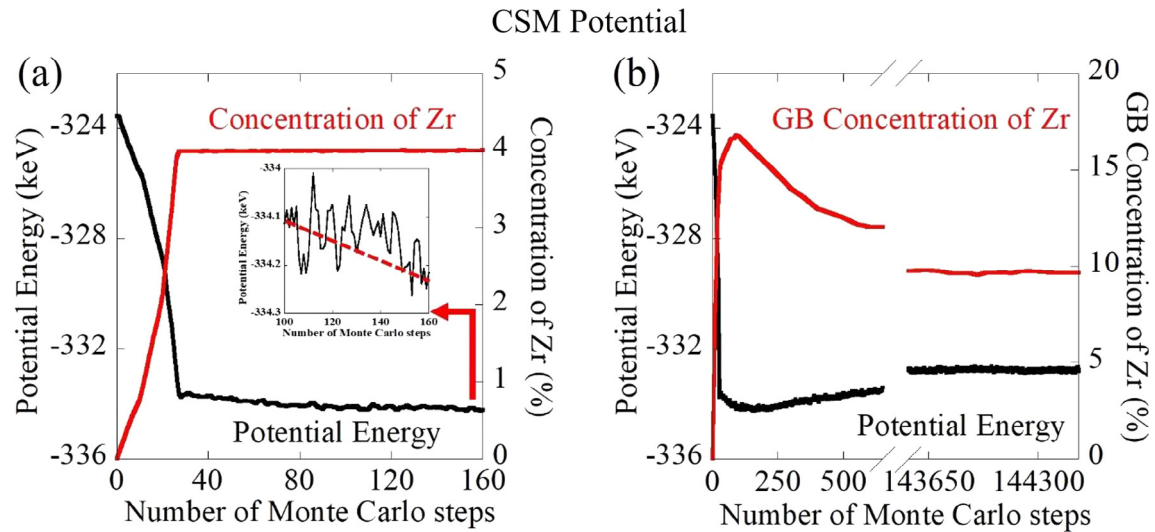 CSM Potential
(a)
Potential Energy (keV)
-324
-328
-332
-336
0
40
80
120
160
Number of Monte Carlo steps
5
4
3
2
1
0
Concentration of Zr (%)
Concentration of Zr
Potential Energy
Potential Energy (keV)
-334
-334.1
-334.2
-334.3
100
120
140
160
Number of Monte Carlo steps
(b)
Potential Energy (keV)
-324
-328
-332
-336
0
250
500
143650
144300
Number of Monte Carlo steps
20
15
10
5
0
GB Concentration of Zr (%)
GB Concentration of Zr
Potential Energy